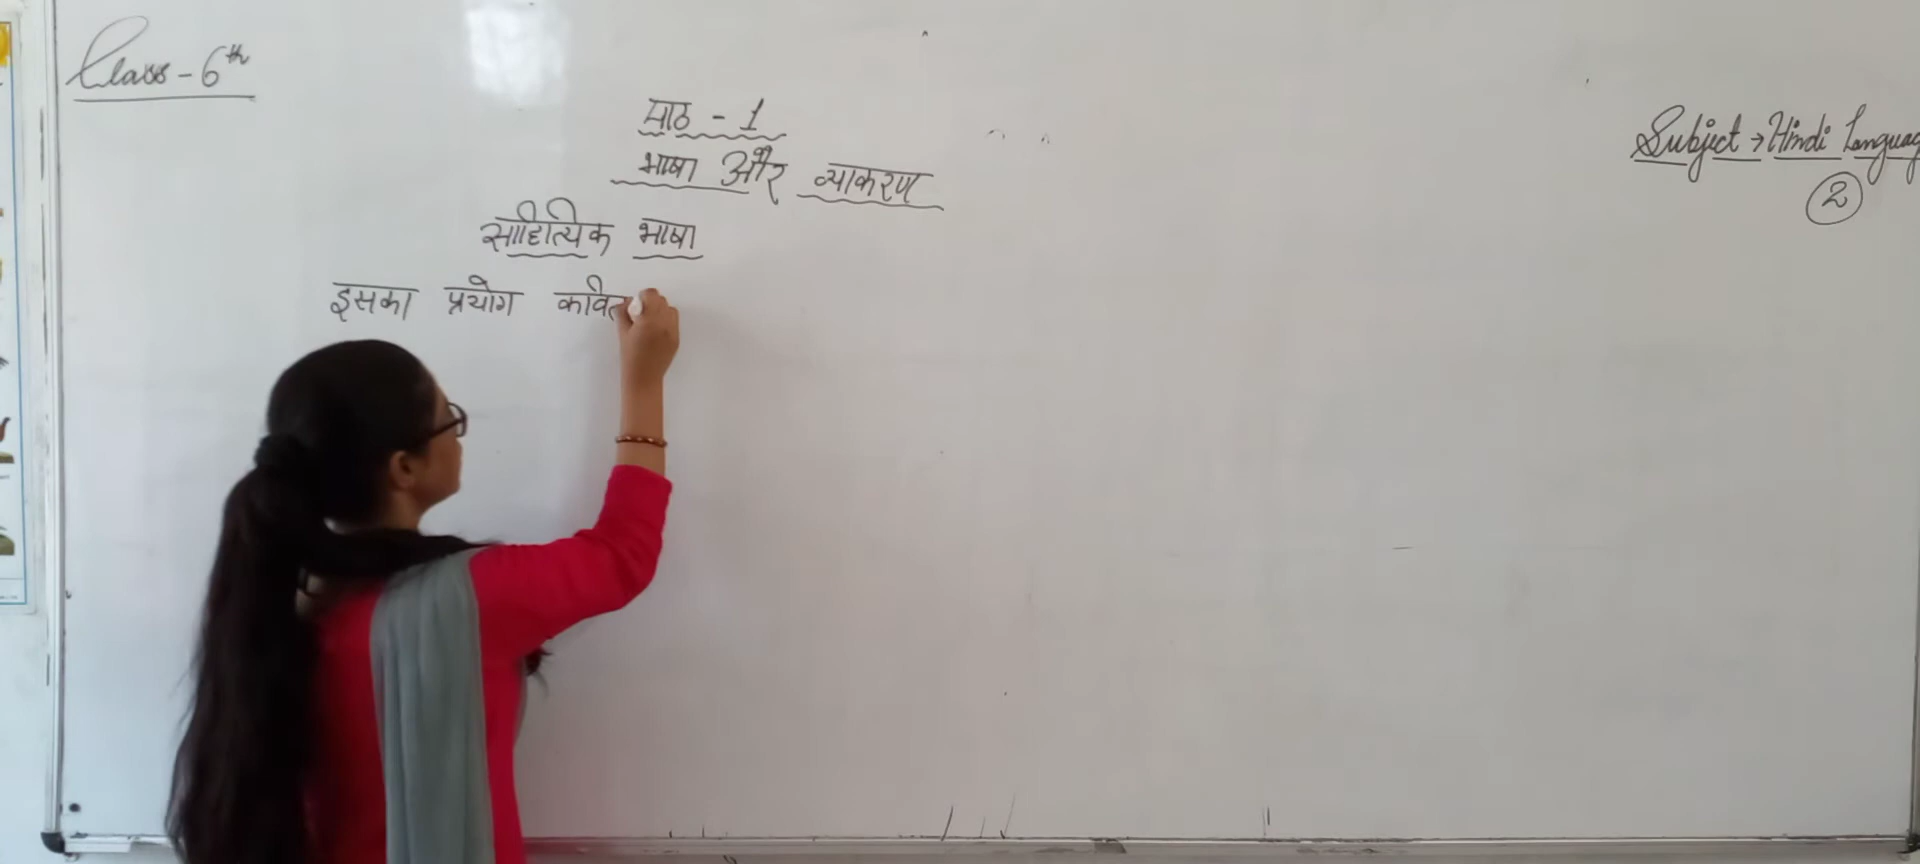 Class - 6th
पाठ - 1
भाषा और व्याकरण
Subject → Hindi Languag
2
साहित्यिक भाषा
इसका प्रयोग कवित